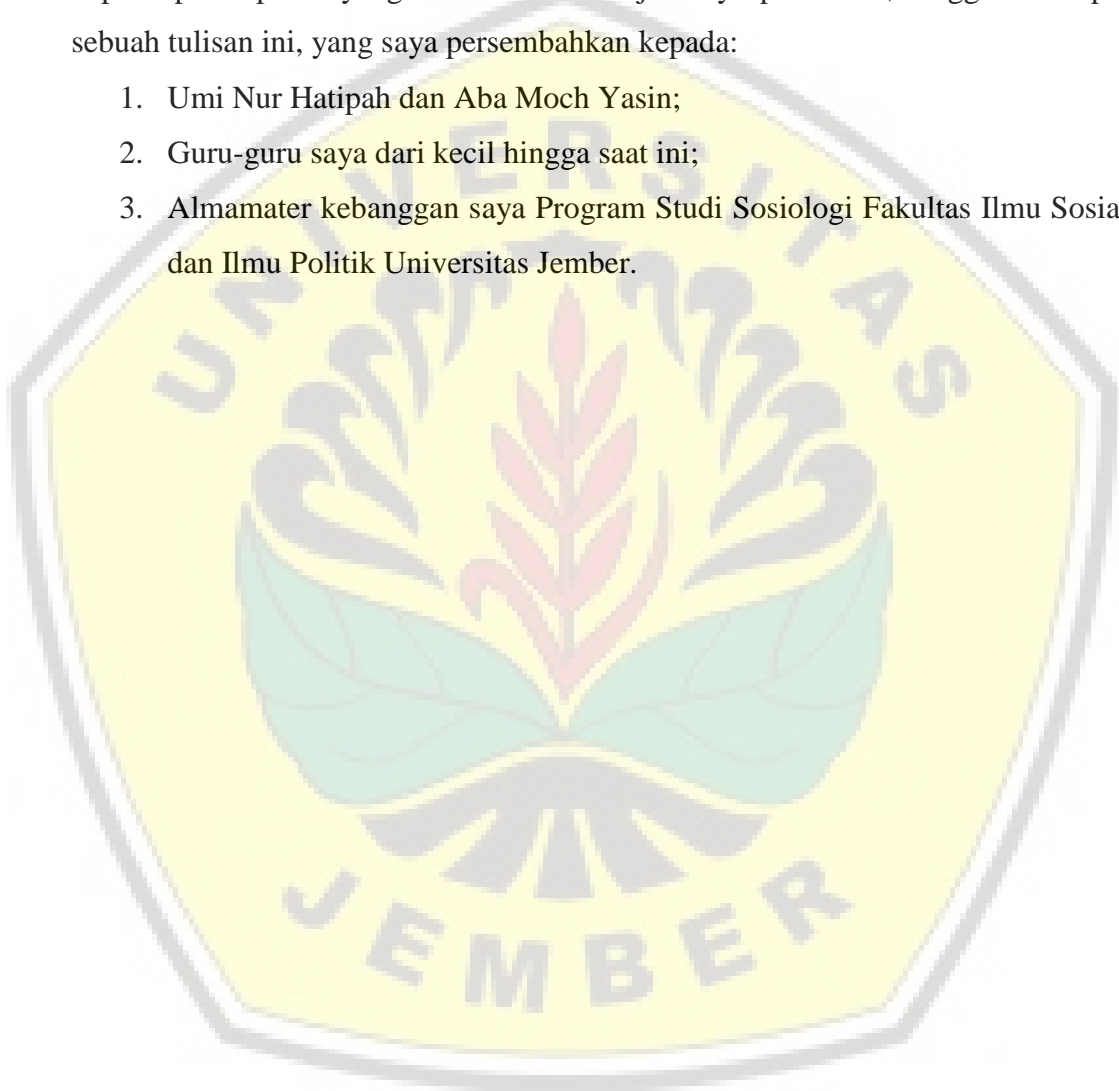 sebuah tulisan ini, yang saya persembahkan kepada:
1. Umi Nur Hatipah dan Aba Moch Yasin;
2. Guru-guru saya dari kecil hingga saat ini;
3. Almamater kebanggan saya Program Studi Sosiologi Fakultas Ilmu Sosia
dan Ilmu Politik Universitas Jember.
UNIVERSITAS
JEMBER